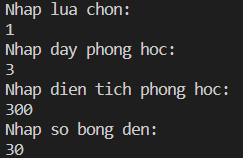 Nhap lua chon:
1
Nhap day phong hoc:
3
Nhap dien tich phong hoc:
300
Nhap so bong den:
30